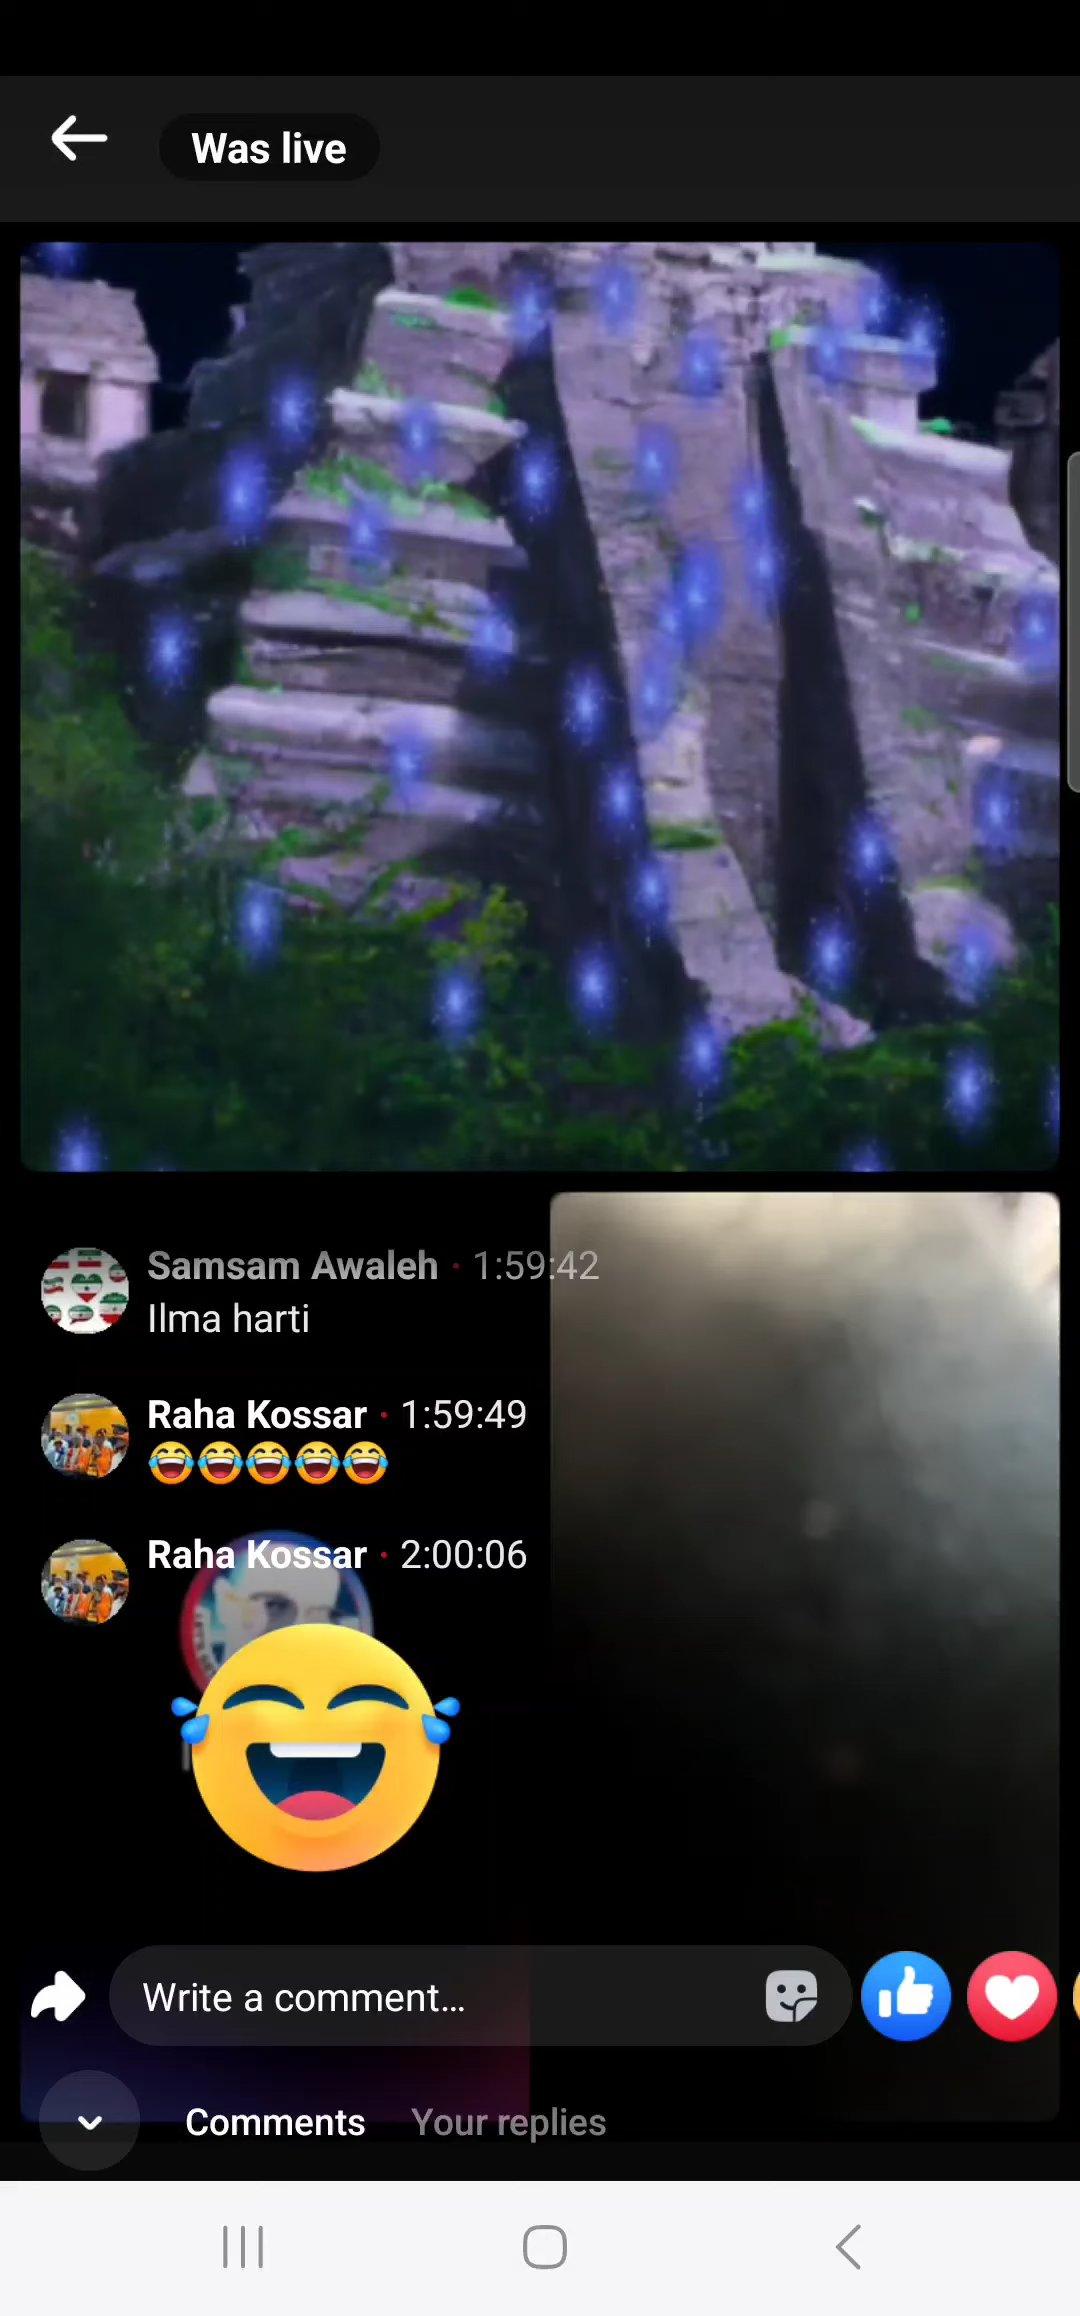 Was live
Samsam Awaleh · 1:59:42
Ilma harti
Raha Kossar · 1:59:49
😂😂😂😂😂
Raha Kossar · 2:00:06
Write a comment...
Comments Your replies